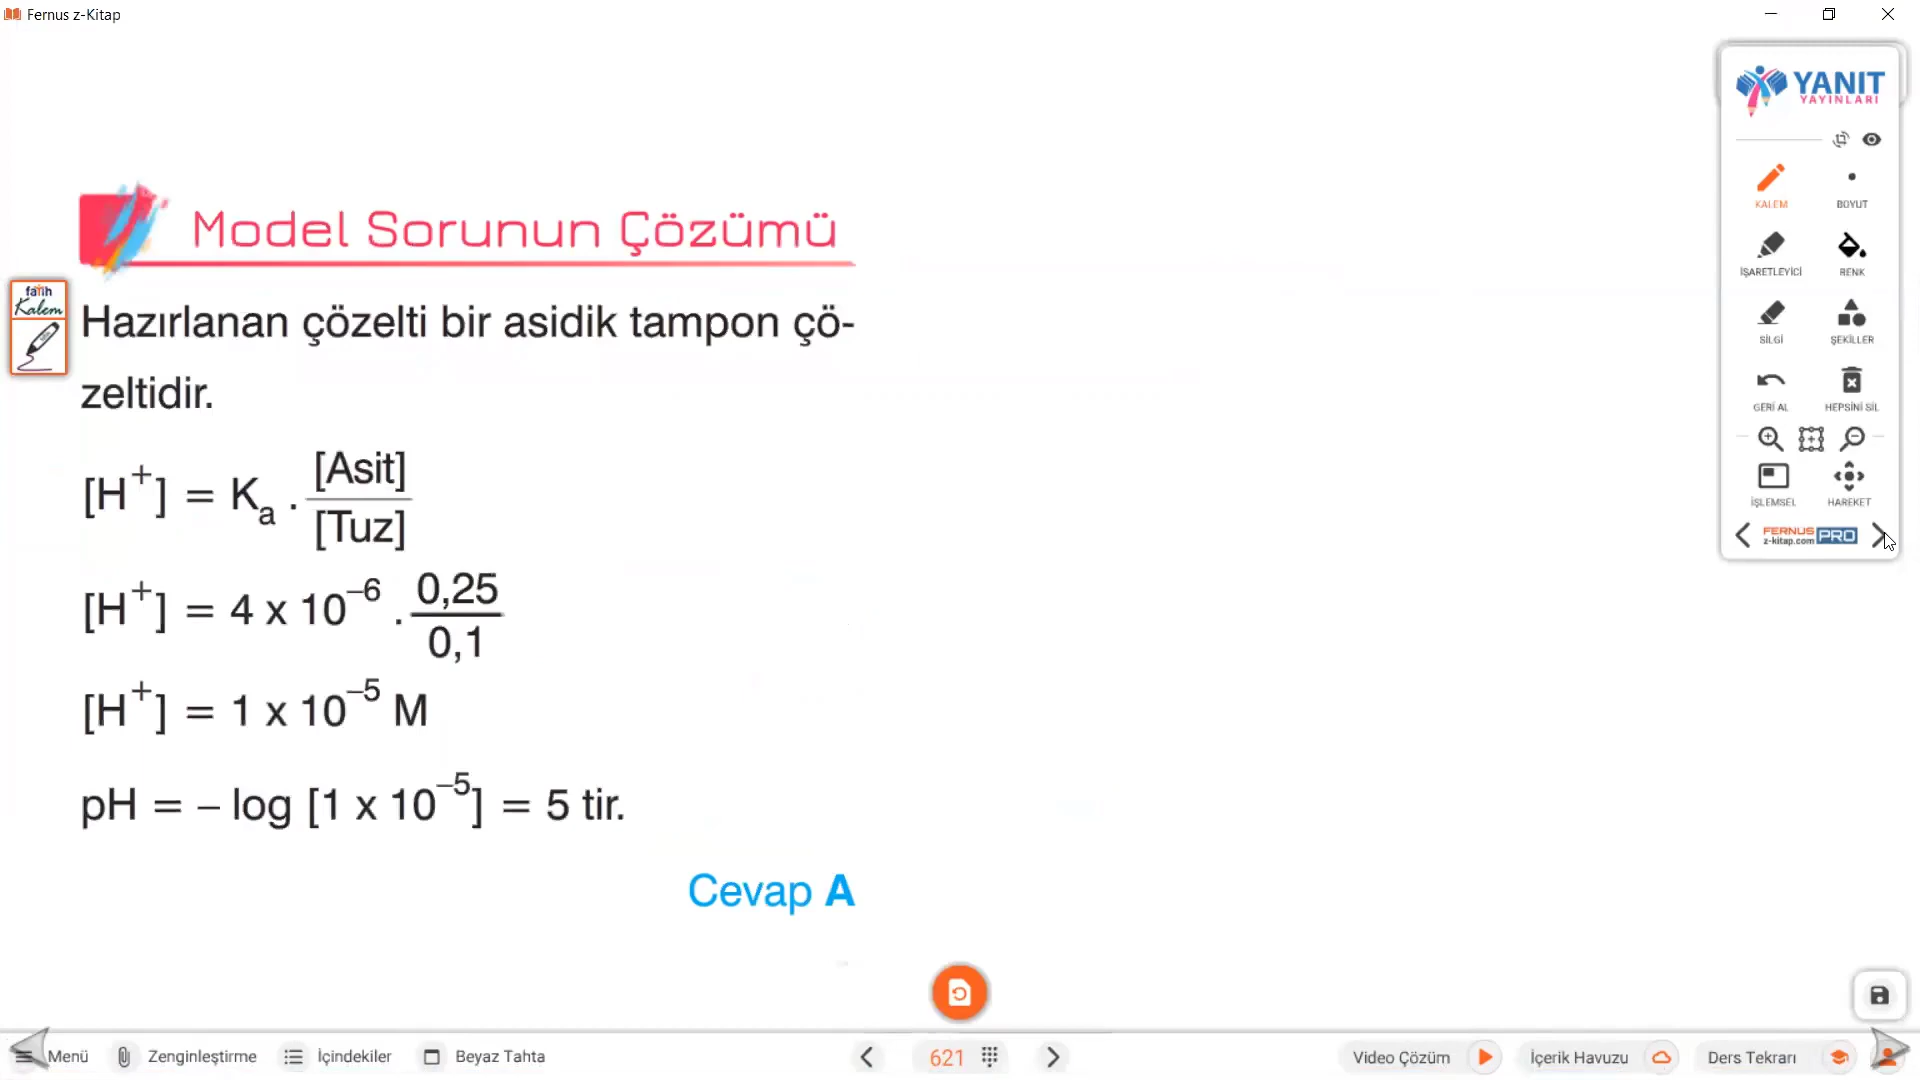 Fernus z-Kitap
YANIT
YAYINLARI
KALEM
BOYUT
İŞARETLEYİCİ
RENK
SİLGİ
ŞEKİLLER
GERİ AL
HEPSİNİ SİL
İŞLEMSEL
HAREKET
FERNUS
z-kitap.com PRO
fatih
Kalem
Model Sorunun Çözümü
Hazırlanan çözelti bir asidik tampon çö-
zeltidir.
[H⁺] = Kₐ . [Asit] / [Tuz]
[H⁺] = 4 x 10⁻⁶ . 0,25 / 0,1
[H⁺] = 1 x 10⁻⁵ M
pH = – log [1 x 10⁻⁵] = 5 tir.
Cevap A
Menü
Zenginleştirme
İçindekiler
Beyaz Tahta
621
Video Çözüm
İçerik Havuzu
Ders Tekrarı